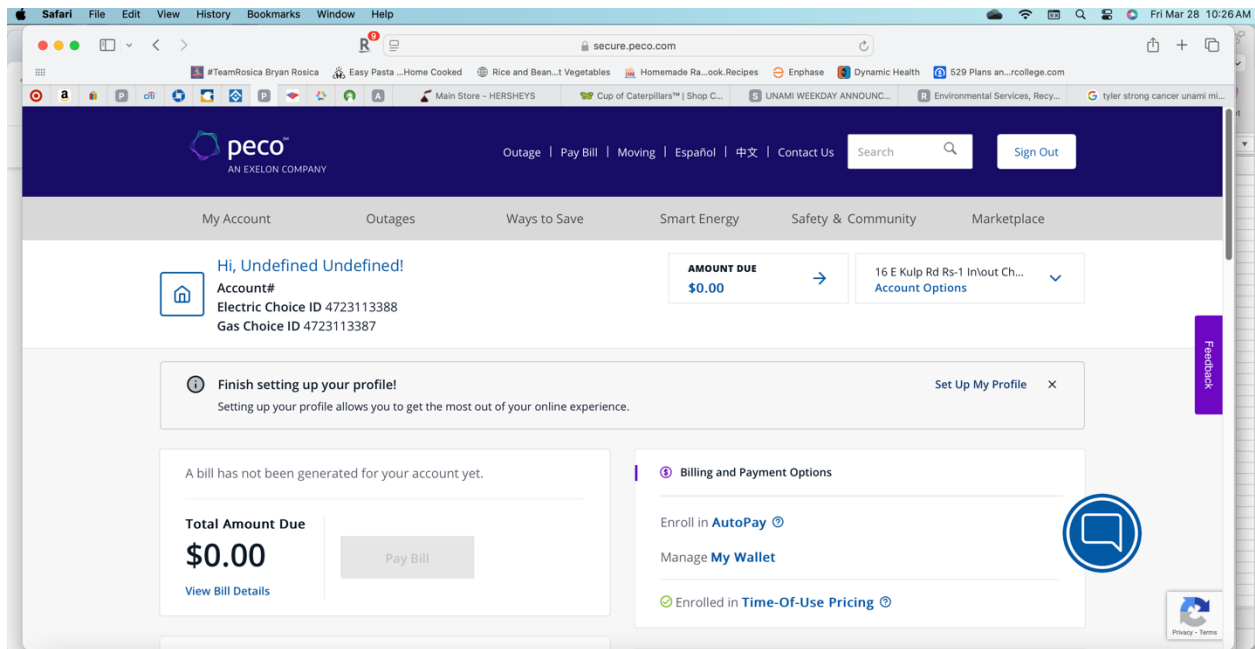 Safari File Edit View History Bookmarks Window Help Fri Mar 28 10:26 AM
R 9 secure.peco.com
#TeamRosica Bryan Rosica Easy Pasta ...Home Cooked Rice and Bean...t Vegetables Homemade Ra...ook.Recipes Enphase Dynamic Health 529 Plans an...rcollege.com
a P citi P A Main Store - HERSHEYS Cup of Caterpillars™ | Shop C... S UNAMI WEEKDAY ANNOUNC... R Environmental Services, Recy... G tyler strong cancer unami mi...
peco℠
AN EXELON COMPANY
Outage | Pay Bill | Moving | Español | 中文 | Contact Us Search Sign Out
My Account Outages Ways to Save Smart Energy Safety & Community Marketplace
Hi, Undefined Undefined!
Account#
Electric Choice ID 4723113388
Gas Choice ID 4723113387
AMOUNT DUE
$0.00
16 E Kulp Rd Rs-1 In\out Ch...
Account Options
Feedback
Finish setting up your profile!
Setting up your profile allows you to get the most out of your online experience.
Set Up My Profile ×
A bill has not been generated for your account yet.
Total Amount Due
$0.00
Pay Bill
View Bill Details
Billing and Payment Options
Enroll in AutoPay
Manage My Wallet
Enrolled in Time-Of-Use Pricing
Privacy - Terms